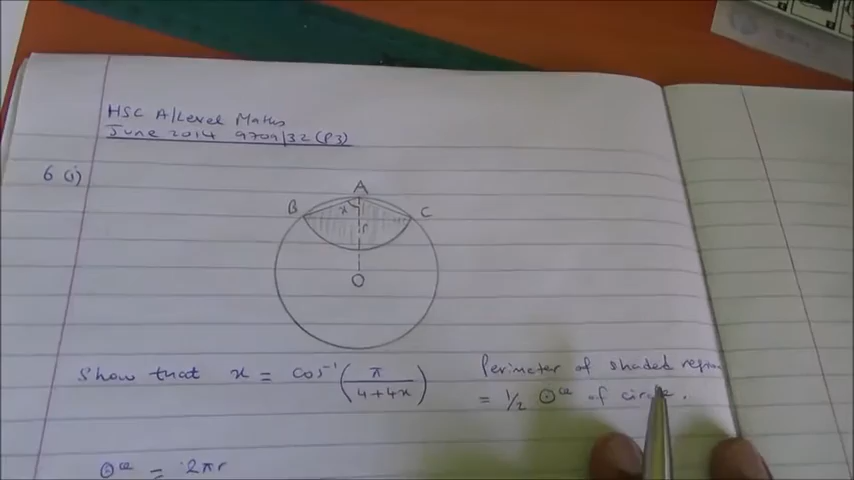 HSC A/Level Maths
June 2014 9709/32 (P3)
6 (i)
A
B
x
C
r
O
Show that x = cos⁻¹(π/(4+4x))
Perimeter of shaded region
= 1/2 ⊙ce of circle.
⊙ce = 2πr